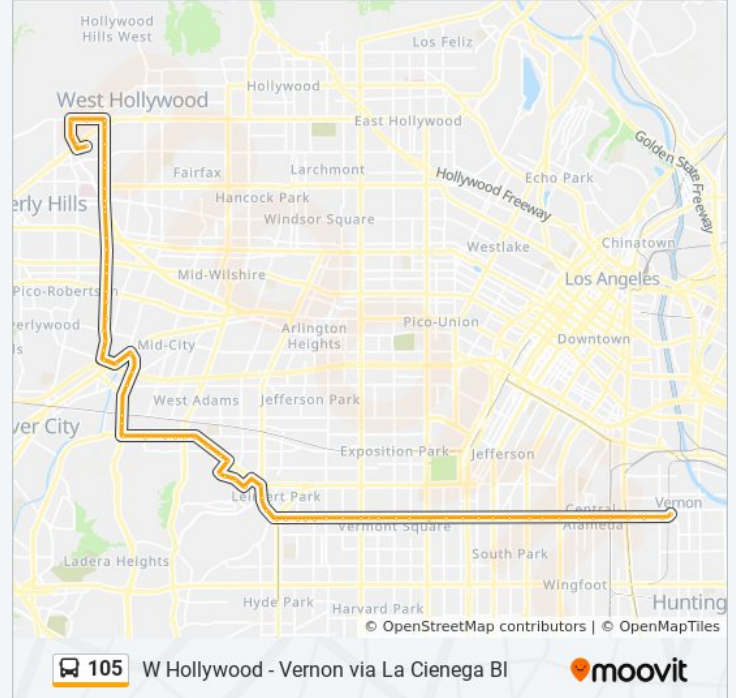 Hollywood
Hills West
Los Feliz
Hollywood
West Hollywood
East Hollywood
Golden State Freeway
Fairfax
Larchmont
Hollywood Freeway
Echo Park
erly Hills
Hancock Park
Windsor Square
Westlake
Chinatown
Mid-Wilshire
Los Angeles
Pico-Robertson
erlywood
ls
Arlington
Heights
Pico-Union
Mid-City
Downtown
West Adams
Jefferson Park
ver City
Exposition Park
Jefferson
Leimert Park
Vernon
Central-
Alameda
Vermont Square
South Park
Ladera Heights
Wingfoot
Hyde Park
Harvard Park
Hunting
© OpenStreetMap contributors | © OpenMapTiles
105
W Hollywood - Vernon via La Cienega Bl
moovit